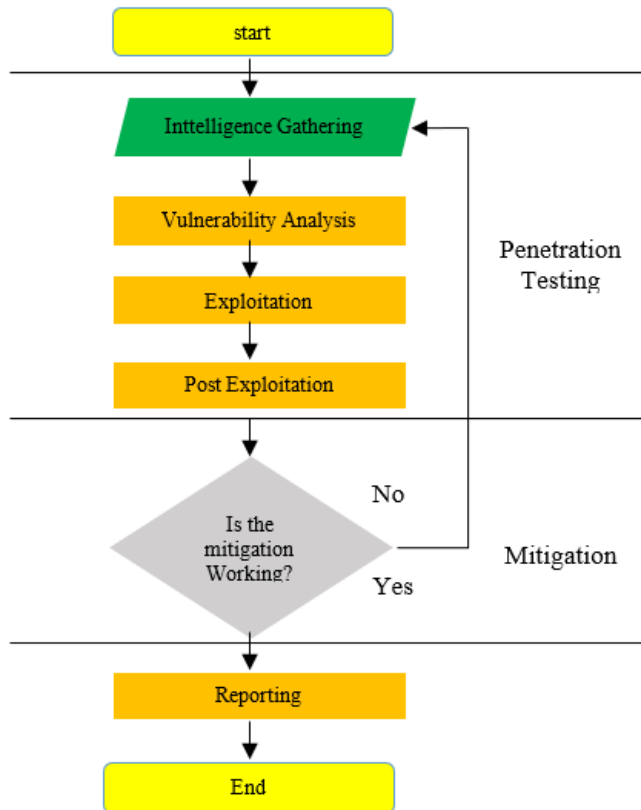 start
Inttelligence Gathering
Vulnerability Analysis
Penetration
Testing
Exploitation
Post Exploitation
No
Is the
mitigation
Working?
Mitigation
Yes
Reporting
End